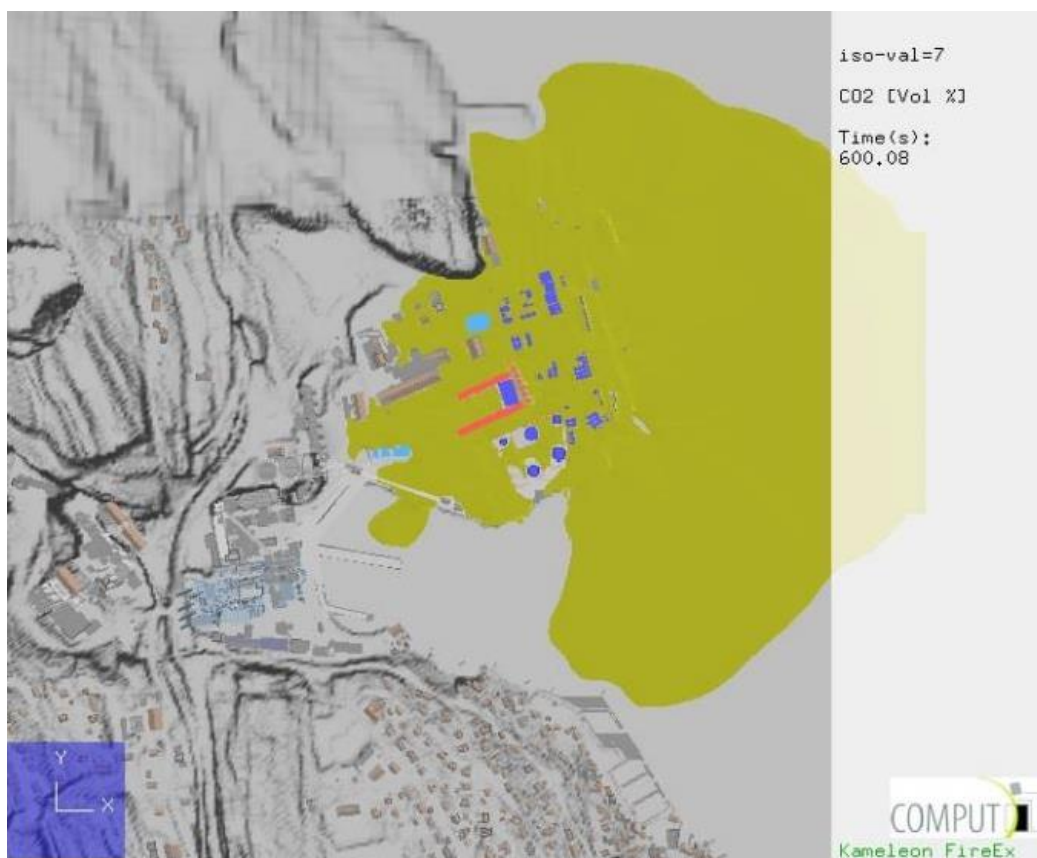 iso-val=7
CO2 [Vol %]
Time(s):
600.08
Y
X
COMPUT
Kameleon FireEx